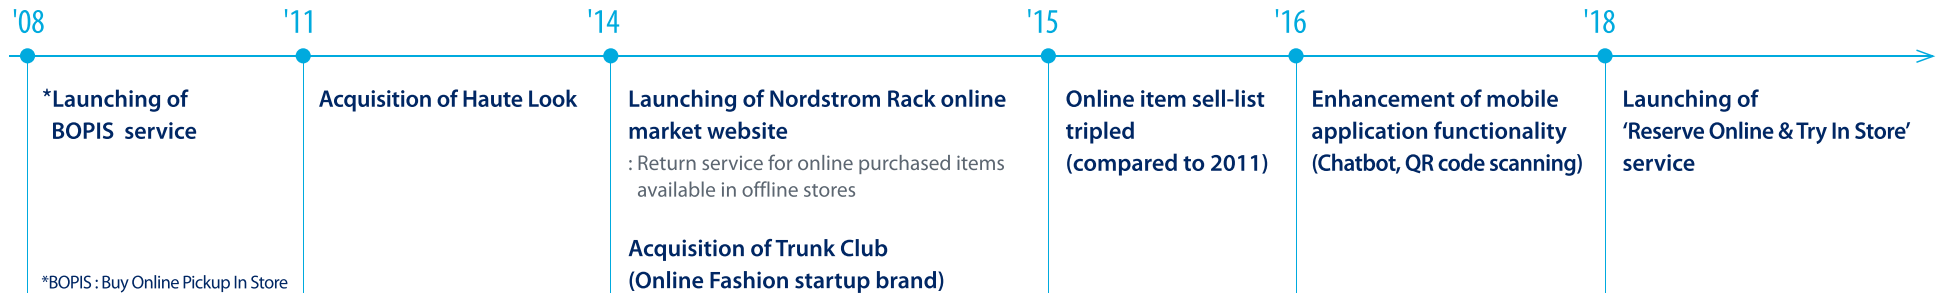 '08
'11
'14
'15
'16
'18
*Launching of
BOPIS service
*BOPIS : Buy Online Pickup In Store
Acquisition of Haute Look
Launching of Nordstrom Rack online
market website
: Return service for online purchased items
available in offline stores
Acquisition of Trunk Club
(Online Fashion startup brand)
Online item sell-list
tripled
(compared to 2011)
Enhancement of mobile
application functionality
(Chatbot, QR code scanning)
Launching of
‘Reserve Online & Try In Store’
service